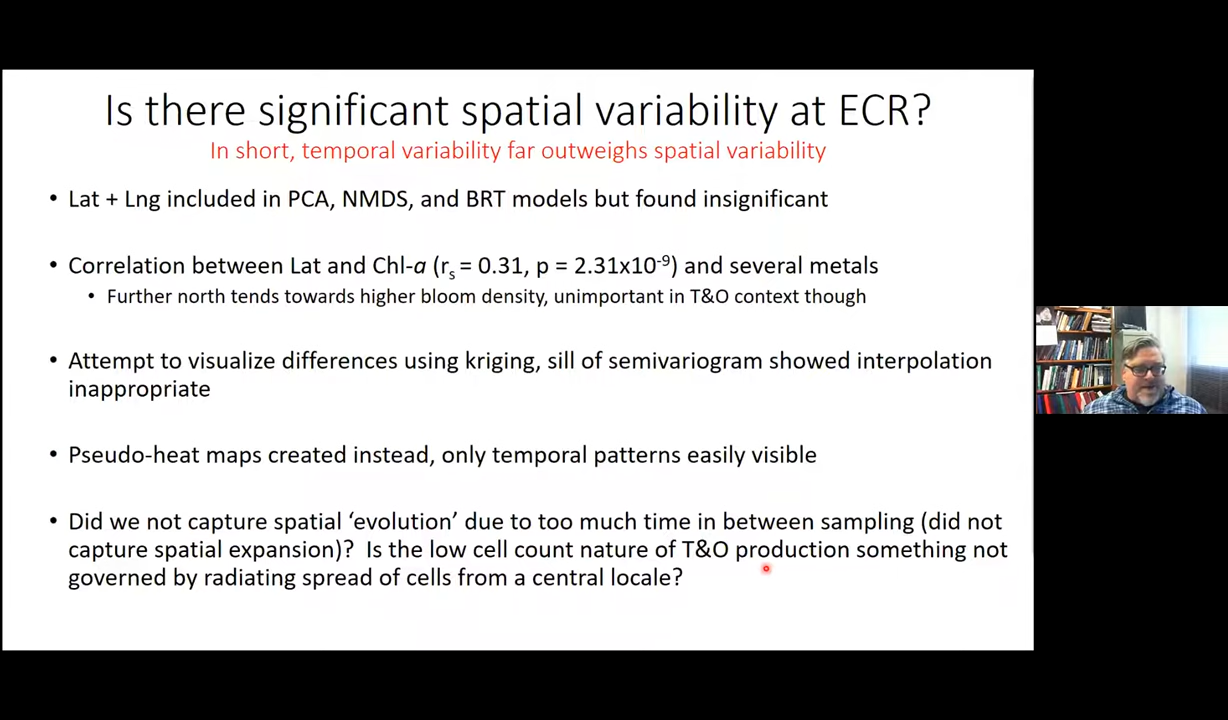 Is there significant spatial variability at ECR?
In short, temporal variability far outweighs spatial variability
• Lat + Lng included in PCA, NMDS, and BRT models but found insignificant
• Correlation between Lat and Chl-a (rs = 0.31, p = 2.31x10-9) and several metals
• Further north tends towards higher bloom density, unimportant in T&O context though
• Attempt to visualize differences using kriging, sill of semivariogram showed interpolation
inappropriate
• Pseudo-heat maps created instead, only temporal patterns easily visible
• Did we not capture spatial ‘evolution’ due to too much time in between sampling (did not
capture spatial expansion)?  Is the low cell count nature of T&O production something not
governed by radiating spread of cells from a central locale?